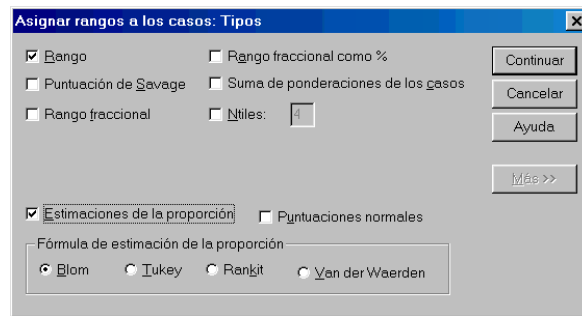 Asignar rangos a los casos: Tipos
Rango
Rango fraccional como %
Continuar
Puntuación de Savage
Suma de ponderaciones de los casos
Cancelar
Rango fraccional
Ntiles: 4
Ayuda
Más >>
Estimaciones de la proporción
Puntuaciones normales
Fórmula de estimación de la proporción
Blom
Tukey
Rankit
Van der Waerden